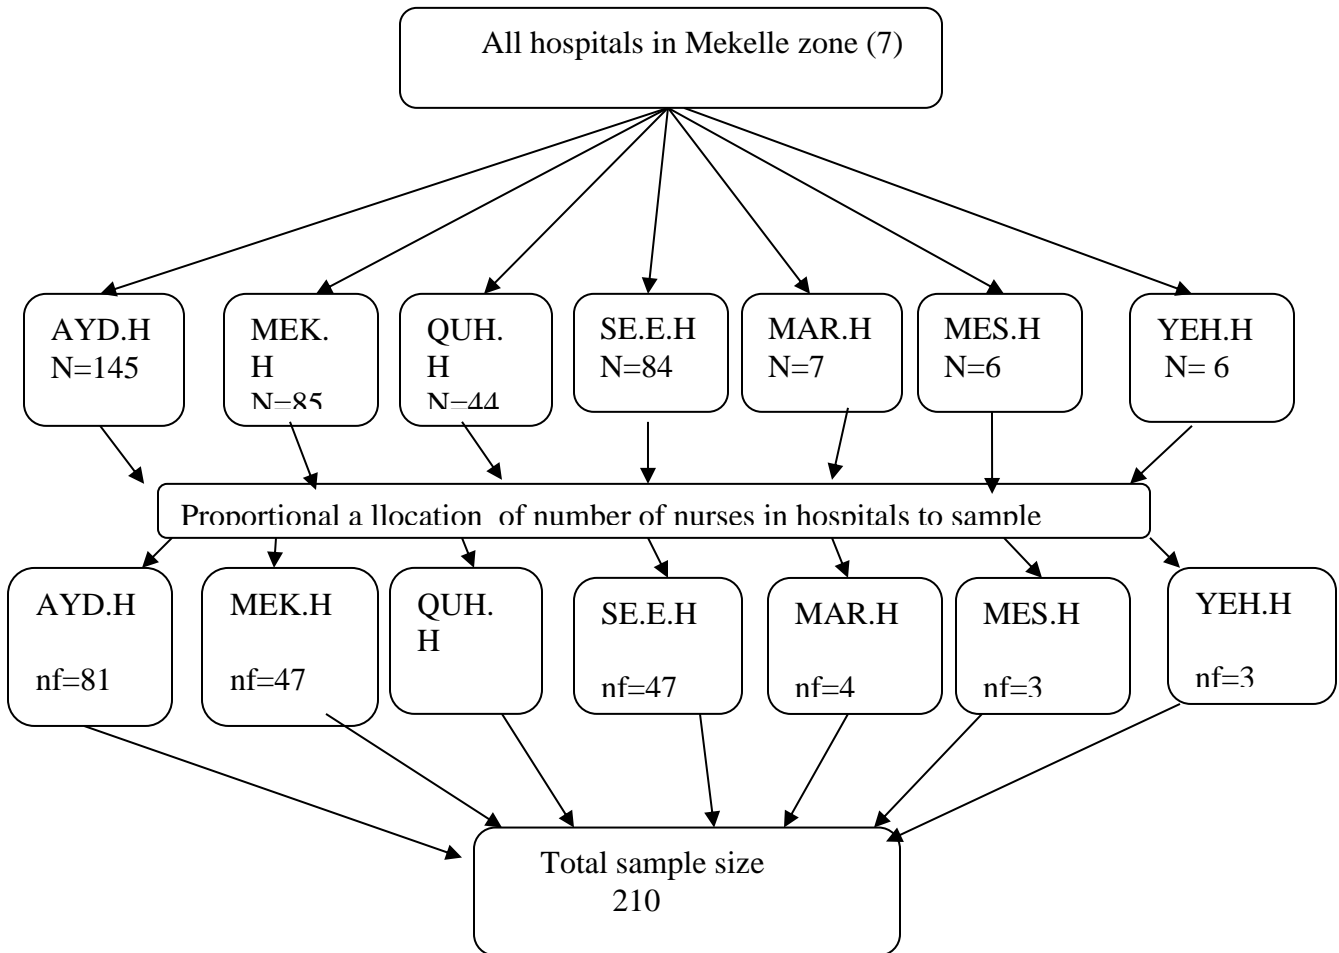 All hospitals in Mekelle zone (7)
AYD.H
N=145
MEK.
H
N=85
QUH.
H
N=44
SE.E.H
N=84
MAR.H
N=7
MES.H
N=6
YEH.H
N= 6
Proportional a llocation of number of nurses in hospitals to sample
AYD.H
nf=81
MEK.H
nf=47
QUH.
H
SE.E.H
nf=47
MAR.H
nf=4
MES.H
nf=3
YEH.H
nf=3
Total sample size
210